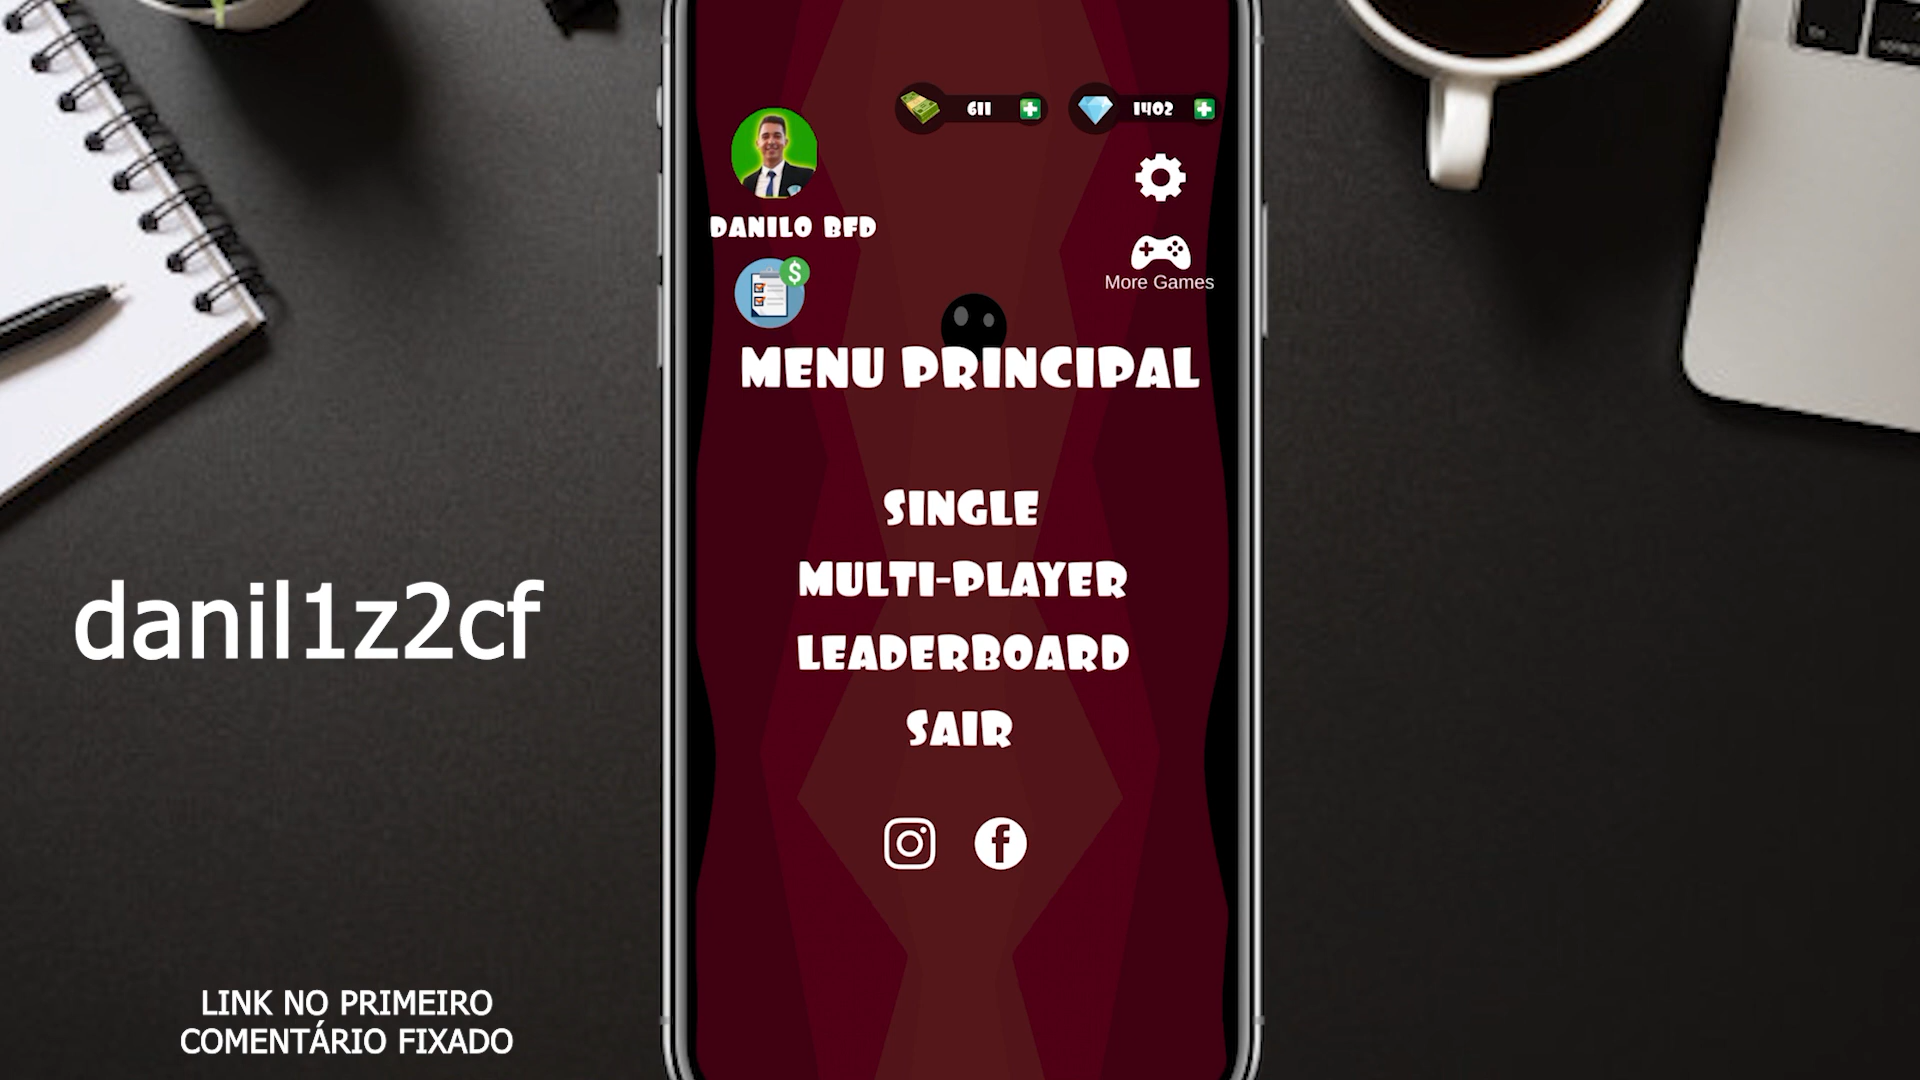 611
1402
DANILO BFD
$
More Games
MENU PRINCIPAL
SINGLE
MULTI-PLAYER
LEADERBOARD
SAIR
danil1z2cf
LINK NO PRIMEIRO
COMENTÁRIO FIXADO